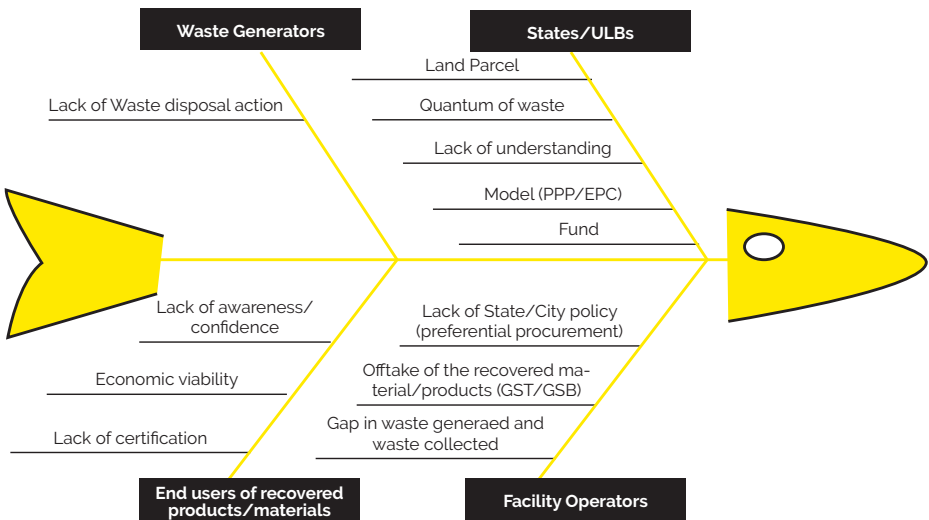 Waste Generators
Lack of Waste disposal action
States/ULBs
Land Parcel
Quantum of waste
Lack of understanding
Model (PPP/EPC)
Fund
Lack of awareness/
confidence
Economic viability
Lack of certification
End users of recovered
products/materials
Lack of State/City policy
(preferential procurement)
Offtake of the recovered ma-
terial/products (GST/GSB)
Gap in waste generaed and
waste collected
Facility Operators